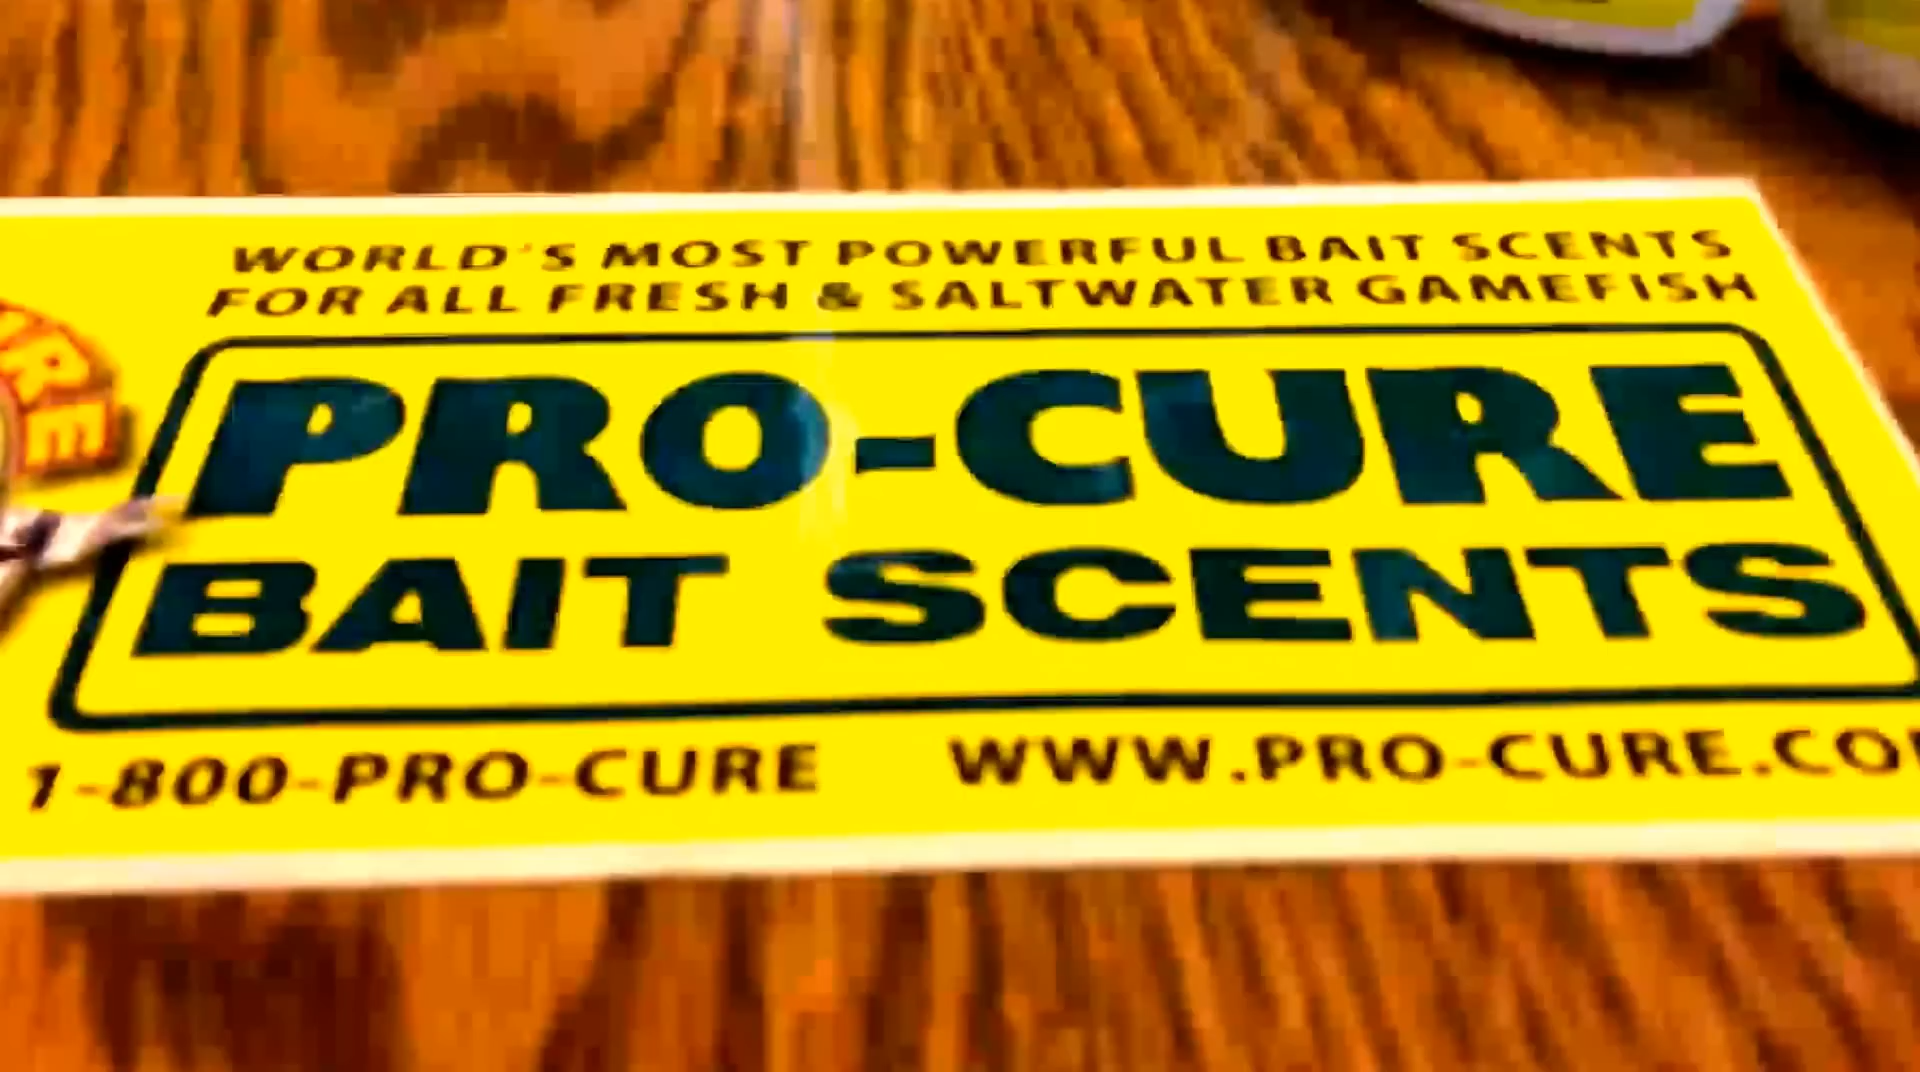 WORLD'S MOST POWERFUL BAIT SCENTS
FOR ALL FRESH & SALTWATER GAMEFISH
PRO-CURE
BAIT SCENTS
1-800-PRO-CURE WWW.PRO-CURE.CO